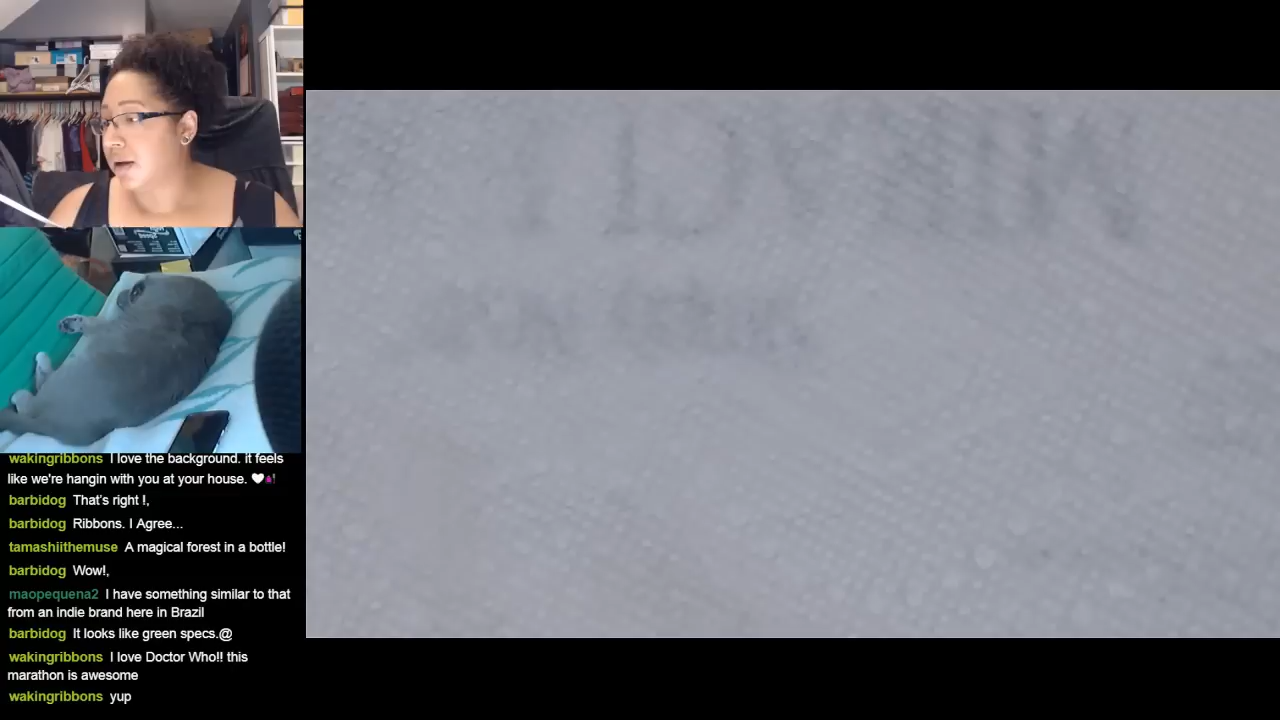 wakingribbons I love the background. it feels
like we're hangin with you at your house.
barbidog That's right !,
barbidog Ribbons. I Agree...
tamashiithemuse A magical forest in a bottle!
barbidog Wow!,
maopequena2 I have something similar to that
from an indie brand here in Brazil
barbidog It looks like green specs.@
wakingribbons I love Doctor Who!! this
marathon is awesome
wakingribbons yup